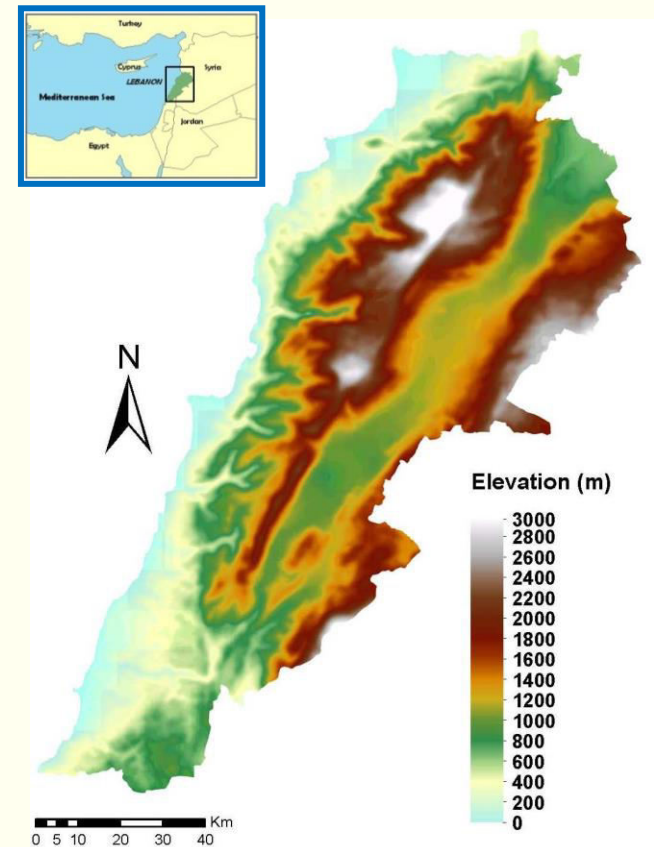 Turkey
Cyprus
Syria
LEBANON
Mediterranean Sea
Jordan
Egypt
N
Elevation (m)
3000
2800
2600
2400
2200
2000
1800
1600
1400
1200
1000
800
600
400
200
0
Km
0 5 10 20 30 40